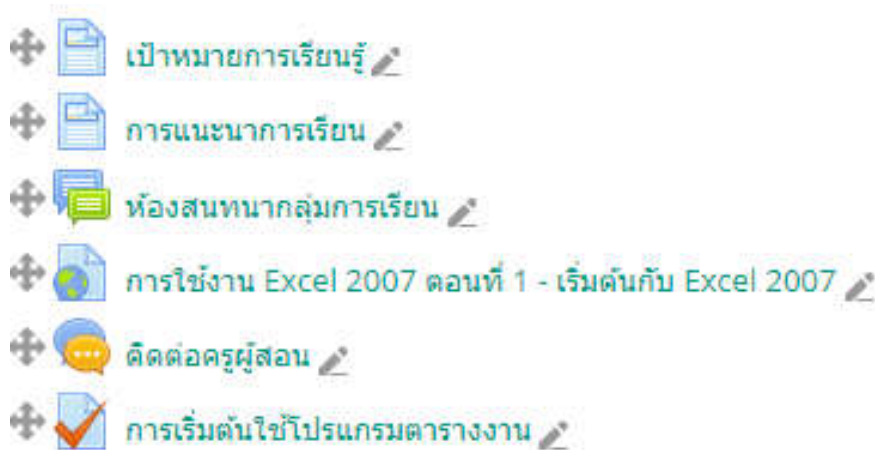 เป้าหมายการเรียนรู้
การแนะนาการเรียน
ห้องสนทนากลุ่มการเรียน
การใช้งาน Excel 2007 ตอนที่ 1 - เริ่มต้นกับ Excel 2007
ติดต่อครูผู้สอน
การเริ่มต้นใช้โปรแกรมตารางงาน